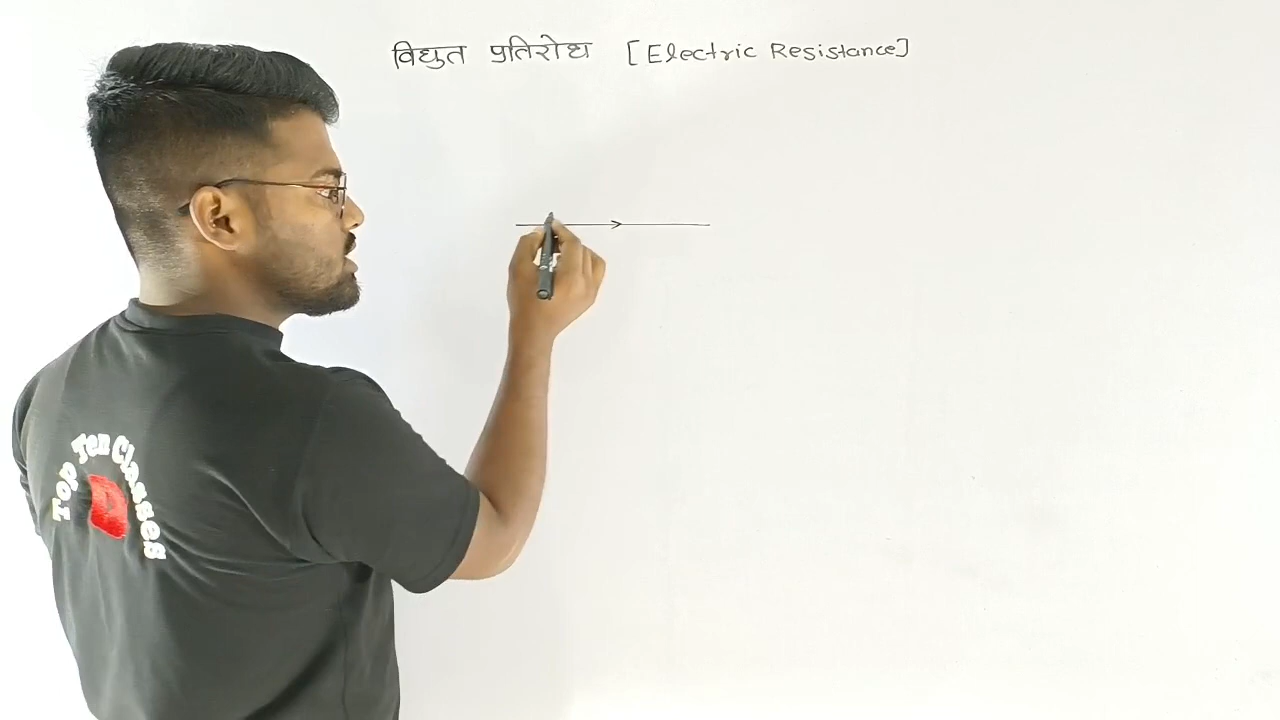 विद्युत प्रतिरोध [Electric Resistance]
Top Ten Classes